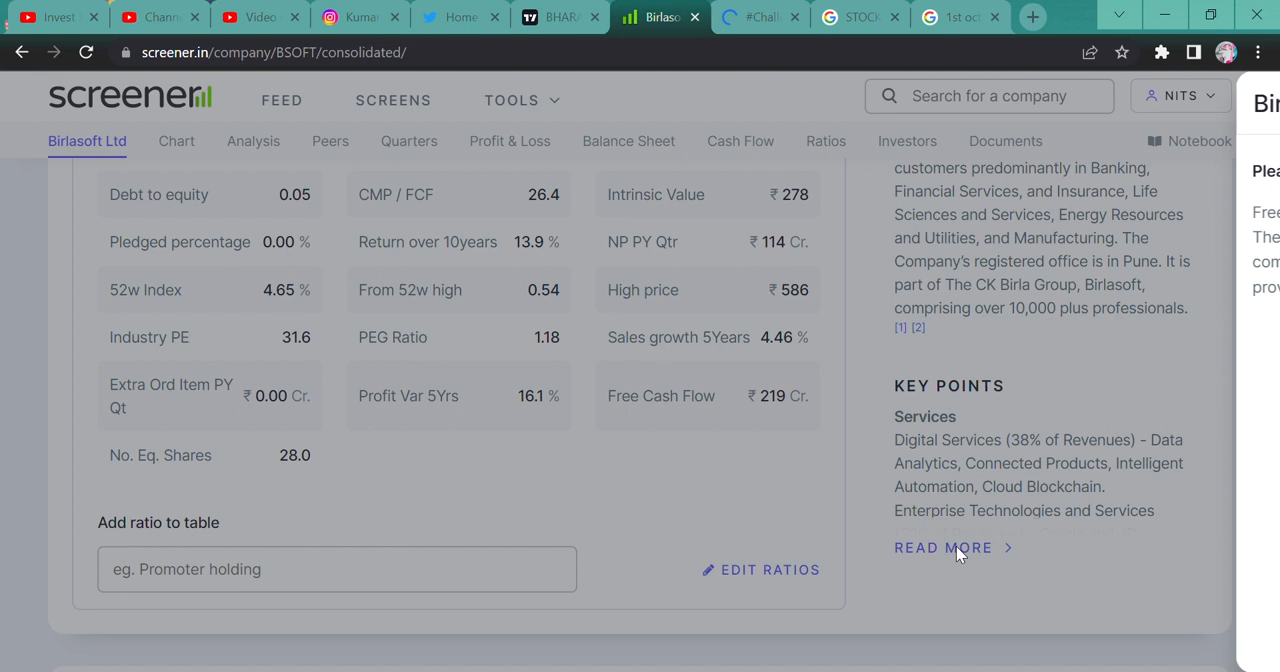 Invest
Chann
Video
Kumar
Home
BHARA
Birlaso
#Chall
STOCK
1st oct
screener.in/company/BSOFT/consolidated/
screener
FEED
SCREENS
TOOLS
Search for a company
NITS
Bir
Birlasoft Ltd
Chart
Analysis
Peers
Quarters
Profit & Loss
Balance Sheet
Cash Flow
Ratios
Investors
Documents
Notebook
Debt to equity 0.05
CMP / FCF 26.4
Intrinsic Value ₹ 278
Pledged percentage 0.00 %
Return over 10years 13.9 %
NP PY Qtr ₹ 114 Cr.
52w Index 4.65 %
From 52w high 0.54
High price ₹ 586
Industry PE 31.6
PEG Ratio 1.18
Sales growth 5Years 4.46 %
Extra Ord Item PY
Qt
₹ 0.00 Cr.
Profit Var 5Yrs 16.1 %
Free Cash Flow ₹ 219 Cr.
No. Eq. Shares 28.0
Add ratio to table
eg. Promoter holding
EDIT RATIOS
customers predominantly in Banking,
Financial Services, and Insurance, Life
Sciences and Services, Energy Resources
and Utilities, and Manufacturing. The
Company's registered office is in Pune. It is
part of The CK Birla Group, Birlasoft,
comprising over 10,000 plus professionals.
[1] [2]
KEY POINTS
Services
Digital Services (38% of Revenues) - Data
Analytics, Connected Products, Intelligent
Automation, Cloud Blockchain.
Enterprise Technologies and Services
READ MORE
Plea
Free
The
com
prov